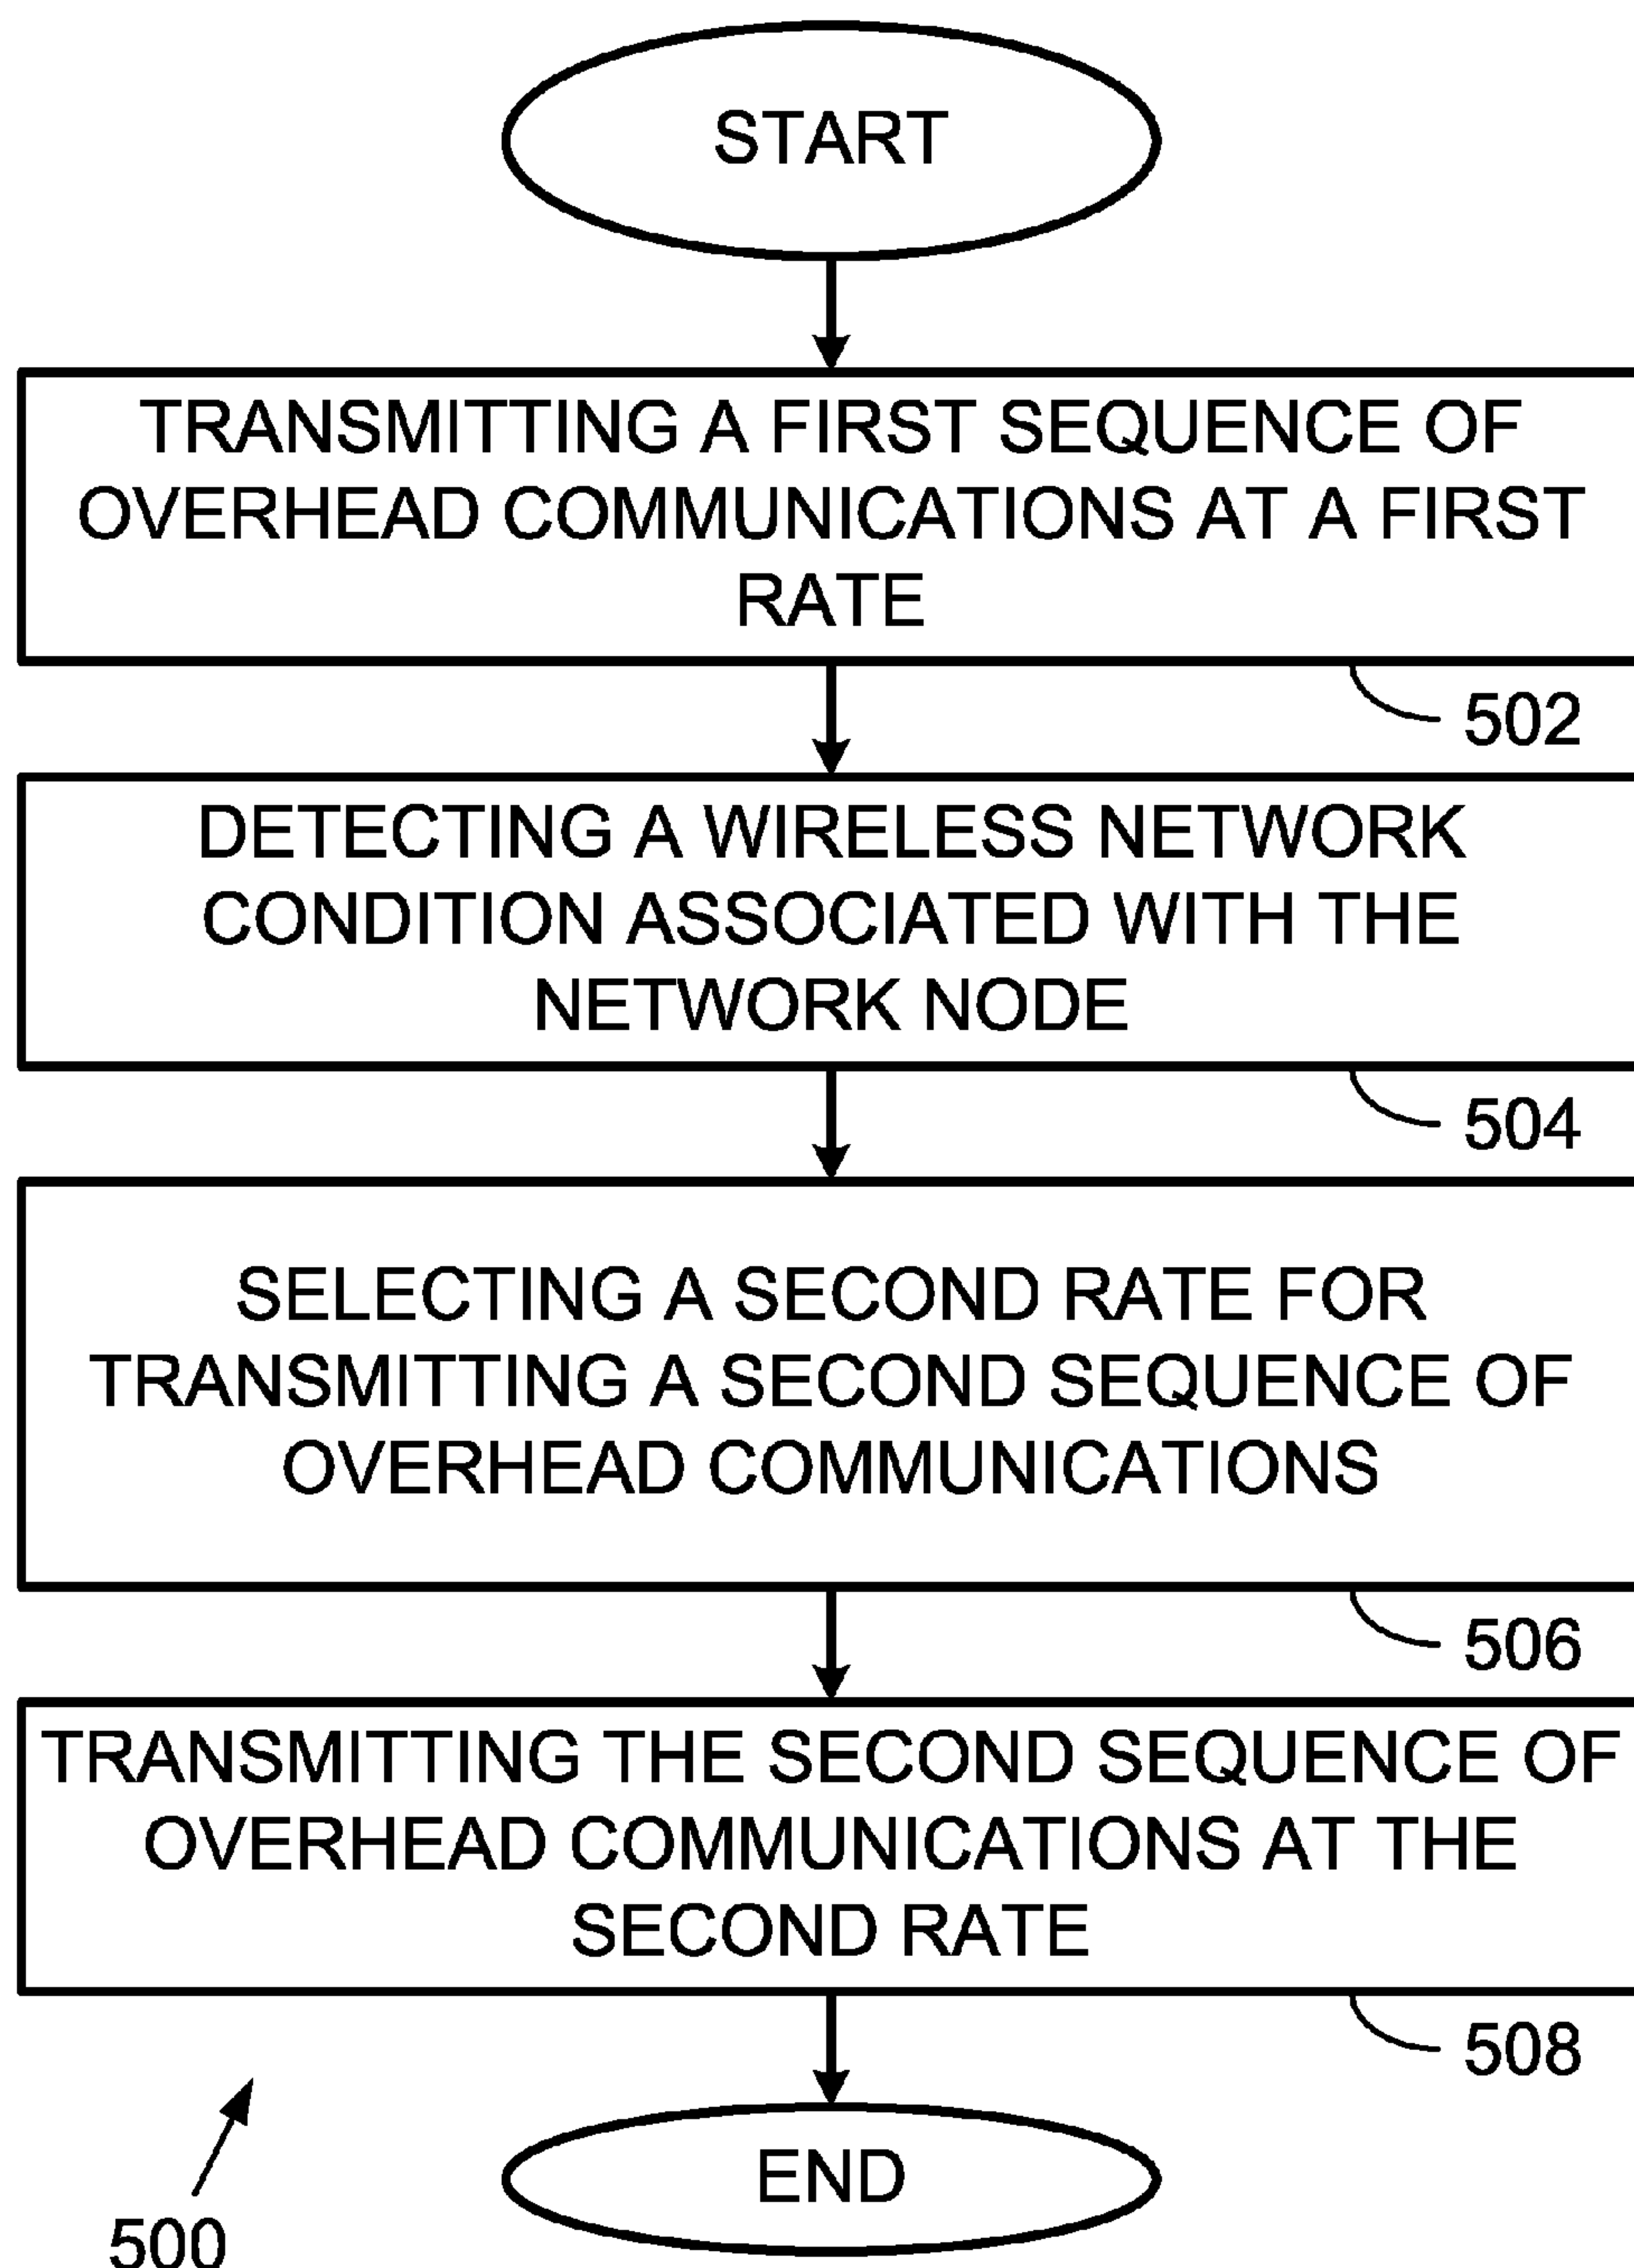 START
TRANSMITTING A FIRST SEQUENCE OF
OVERHEAD COMMUNICATIONS AT A FIRST
RATE
502
DETECTING A WIRELESS NETWORK
CONDITION ASSOCIATED WITH THE
NETWORK NODE
504
SELECTING A SECOND RATE FOR
TRANSMITTING A SECOND SEQUENCE OF
OVERHEAD COMMUNICATIONS
506
TRANSMITTING THE SECOND SEQUENCE OF
OVERHEAD COMMUNICATIONS AT THE
SECOND RATE
508
END
500